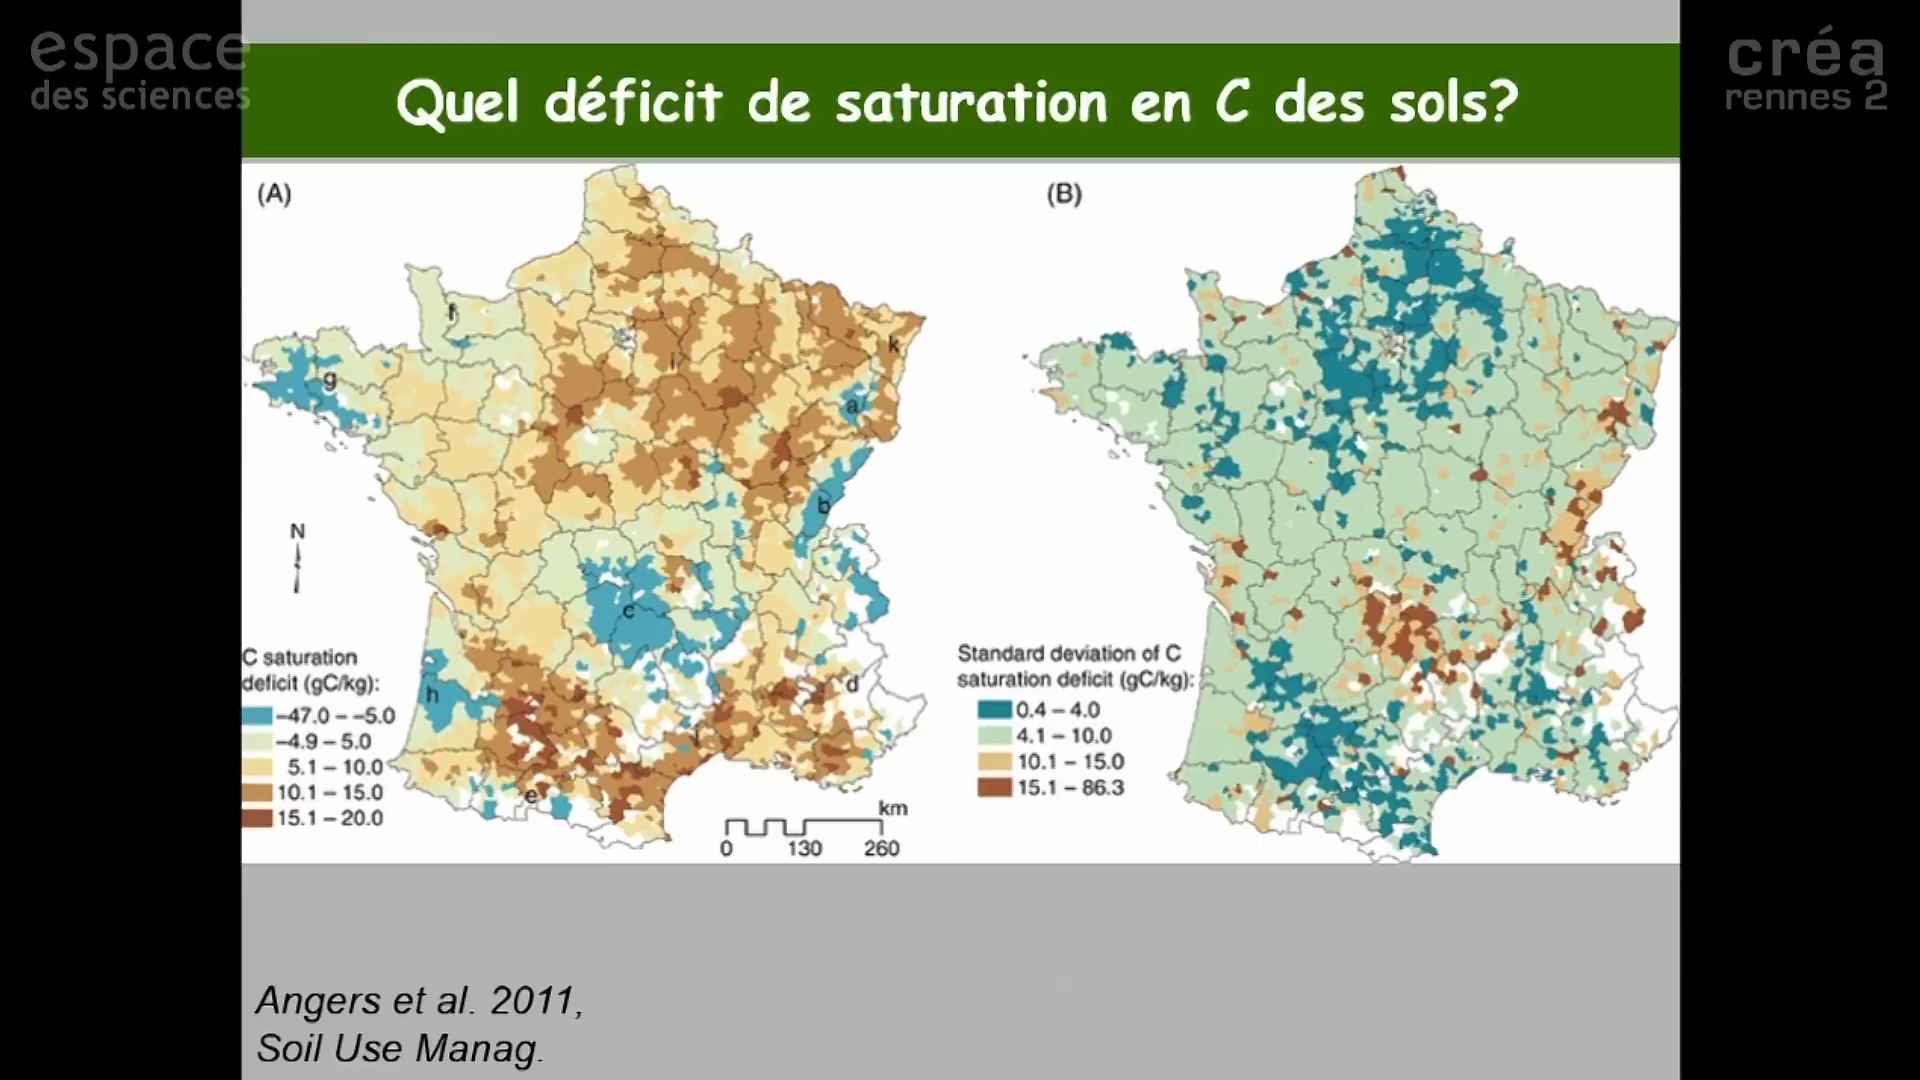 espace
des sciences
créa
rennes 2
Quel déficit de saturation en C des sols?
(A)
(B)
f
g
k
i
a
b
N
c
h
d
e
C saturation
deficit (gC/kg):
–47.0 – –5.0
–4.9 – 5.0
5.1 – 10.0
10.1 – 15.0
15.1 – 20.0
km
0
130
260
Standard deviation of C
saturation deficit (gC/kg):
0.4 – 4.0
4.1 – 10.0
10.1 – 15.0
15.1 – 86.3
Angers et al. 2011,
Soil Use Manag.